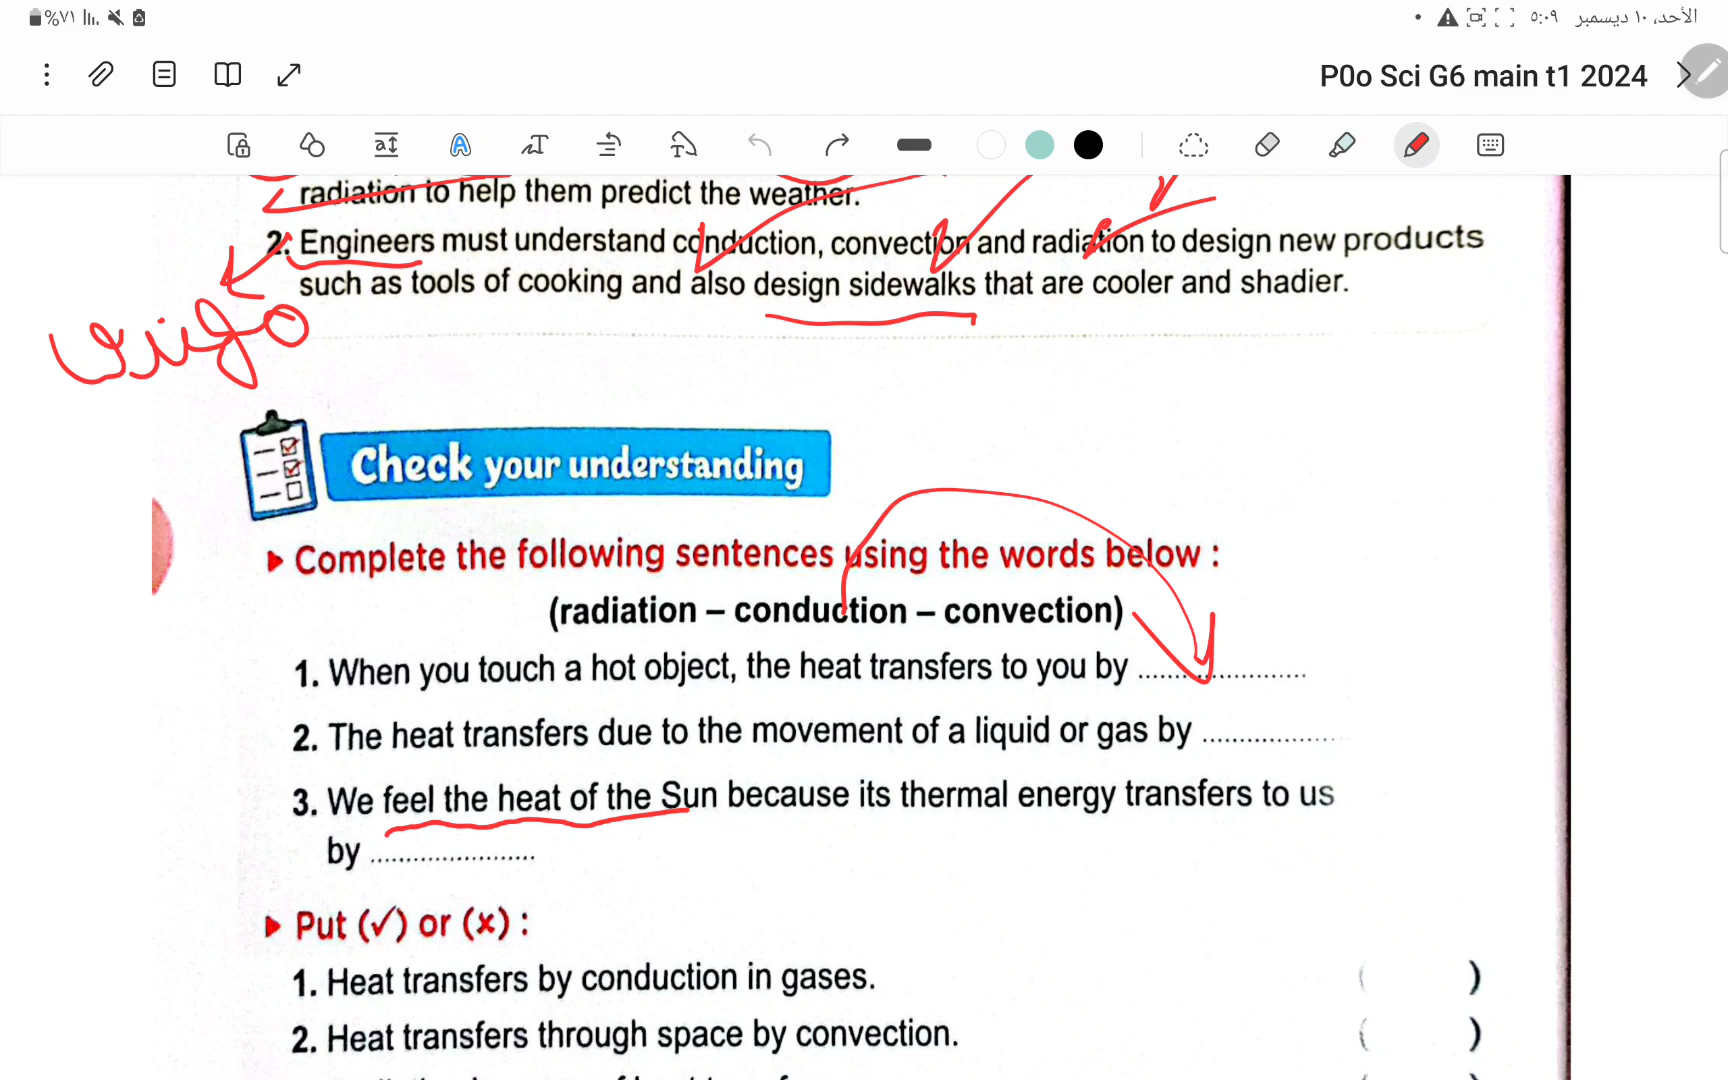 %٧١
الأحد، ١٠ ديسمبر ٥:٠٩
P0o Sci G6 main t1 2024
radiation to help them predict the weather.
2. Engineers must understand conduction, convection and radiation to design new products
such as tools of cooking and also design sidewalks that are cooler and shadier.
Check your understanding
Complete the following sentences using the words below :
(radiation – conduction – convection)
1. When you touch a hot object, the heat transfers to you by ........................
2. The heat transfers due to the movement of a liquid or gas by ....................
3. We feel the heat of the Sun because its thermal energy transfers to us
by ........................
Put (✓) or (x) :
1. Heat transfers by conduction in gases. ( )
2. Heat transfers through space by convection. ( )